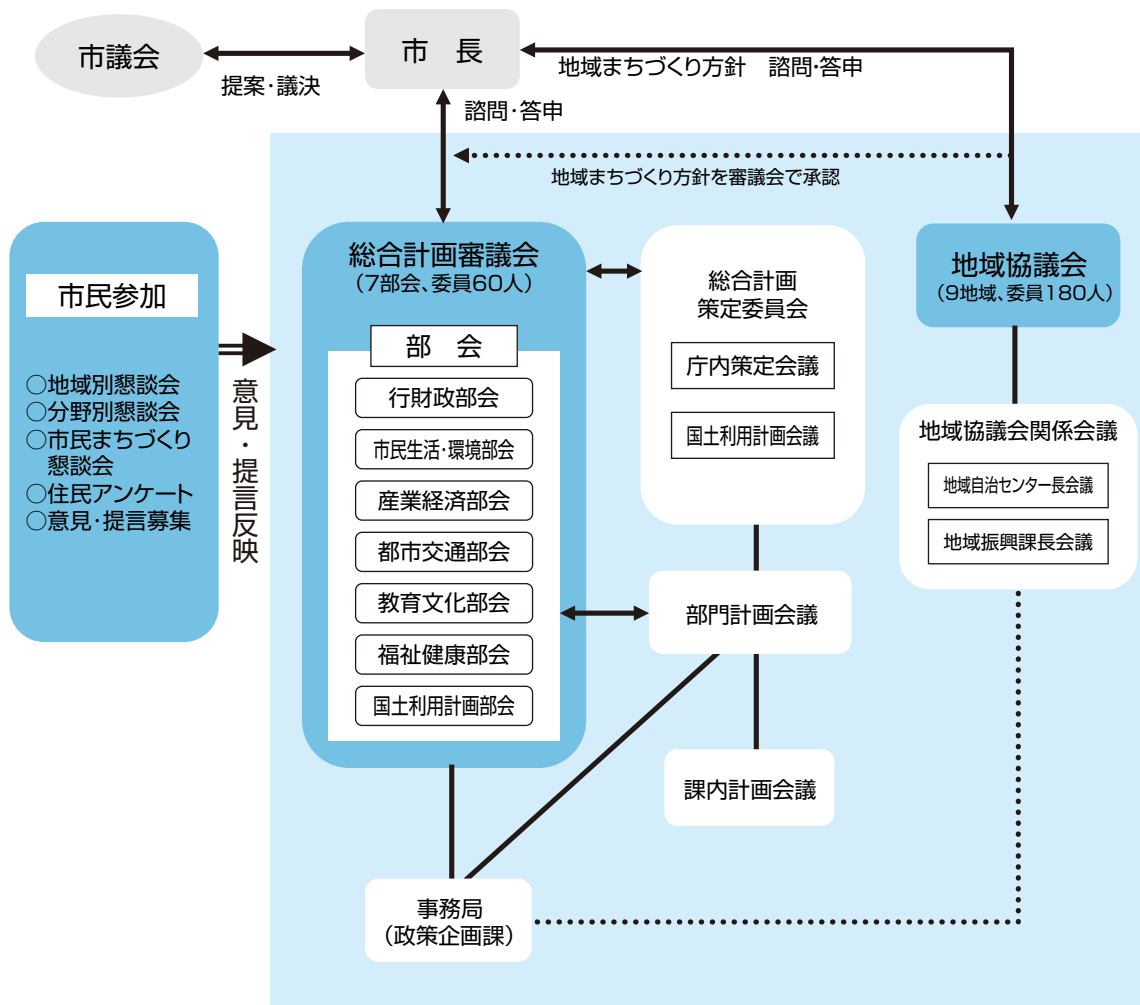 市議会
市　長
提案・議決
地域まちづくり方針　諮問・答申
諮問・答申
地域まちづくり方針を審議会で承認
市民参加
○地域別懇談会
○分野別懇談会
○市民まちづくり
懇談会
○住民アンケート
○意見・提言募集
意見・提言反映
総合計画審議会
（7部会、委員60人）
部　会
行財政部会
市民生活・環境部会
産業経済部会
都市交通部会
教育文化部会
福祉健康部会
国土利用計画部会
総合計画
策定委員会
庁内策定会議
国土利用計画会議
部門計画会議
課内計画会議
地域協議会
（9地域、委員180人）
地域協議会関係会議
地域自治センター長会議
地域振興課長会議
事務局
（政策企画課）